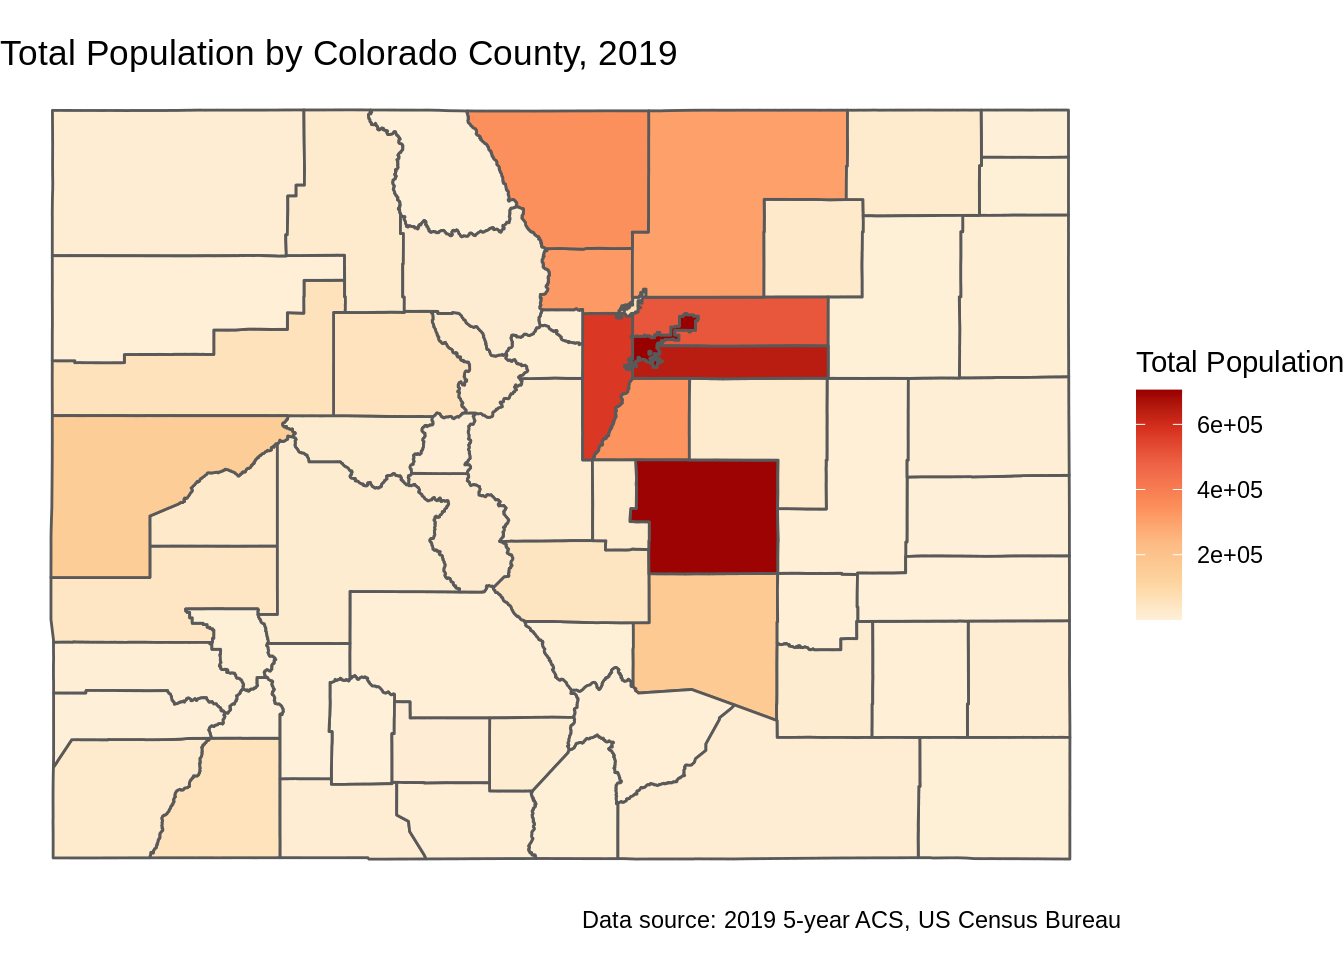 Total Population by Colorado County, 2019
Total Population
6e+05
4e+05
2e+05
Data source: 2019 5-year ACS, US Census Bureau